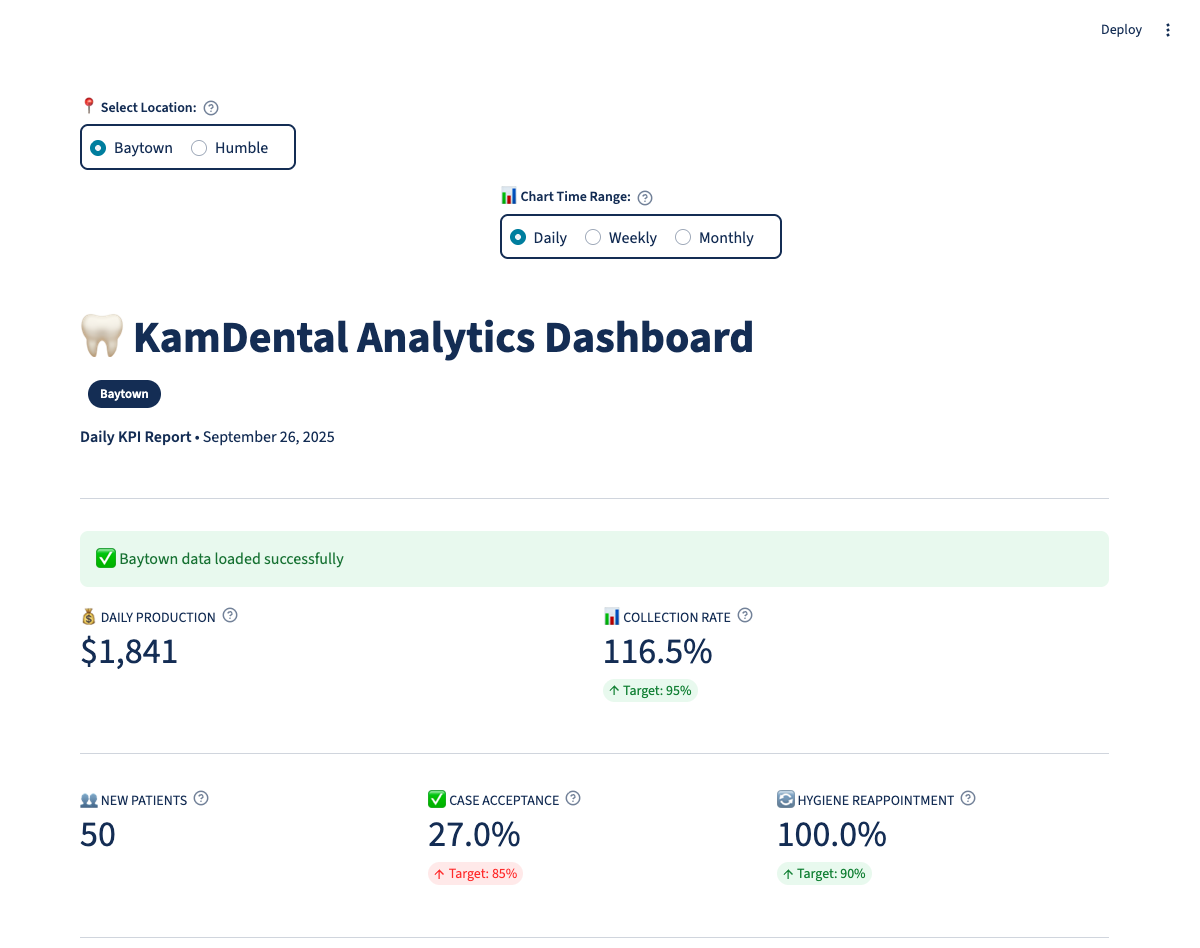 Deploy
Select Location:
Baytown Humble
Chart Time Range:
Daily Weekly Monthly
KamDental Analytics Dashboard
Baytown
Daily KPI Report • September 26, 2025
Baytown data loaded successfully
DAILY PRODUCTION
$1,841
COLLECTION RATE
116.5%
↑ Target: 95%
NEW PATIENTS
50
CASE ACCEPTANCE
27.0%
↑ Target: 85%
HYGIENE REAPPOINTMENT
100.0%
↑ Target: 90%